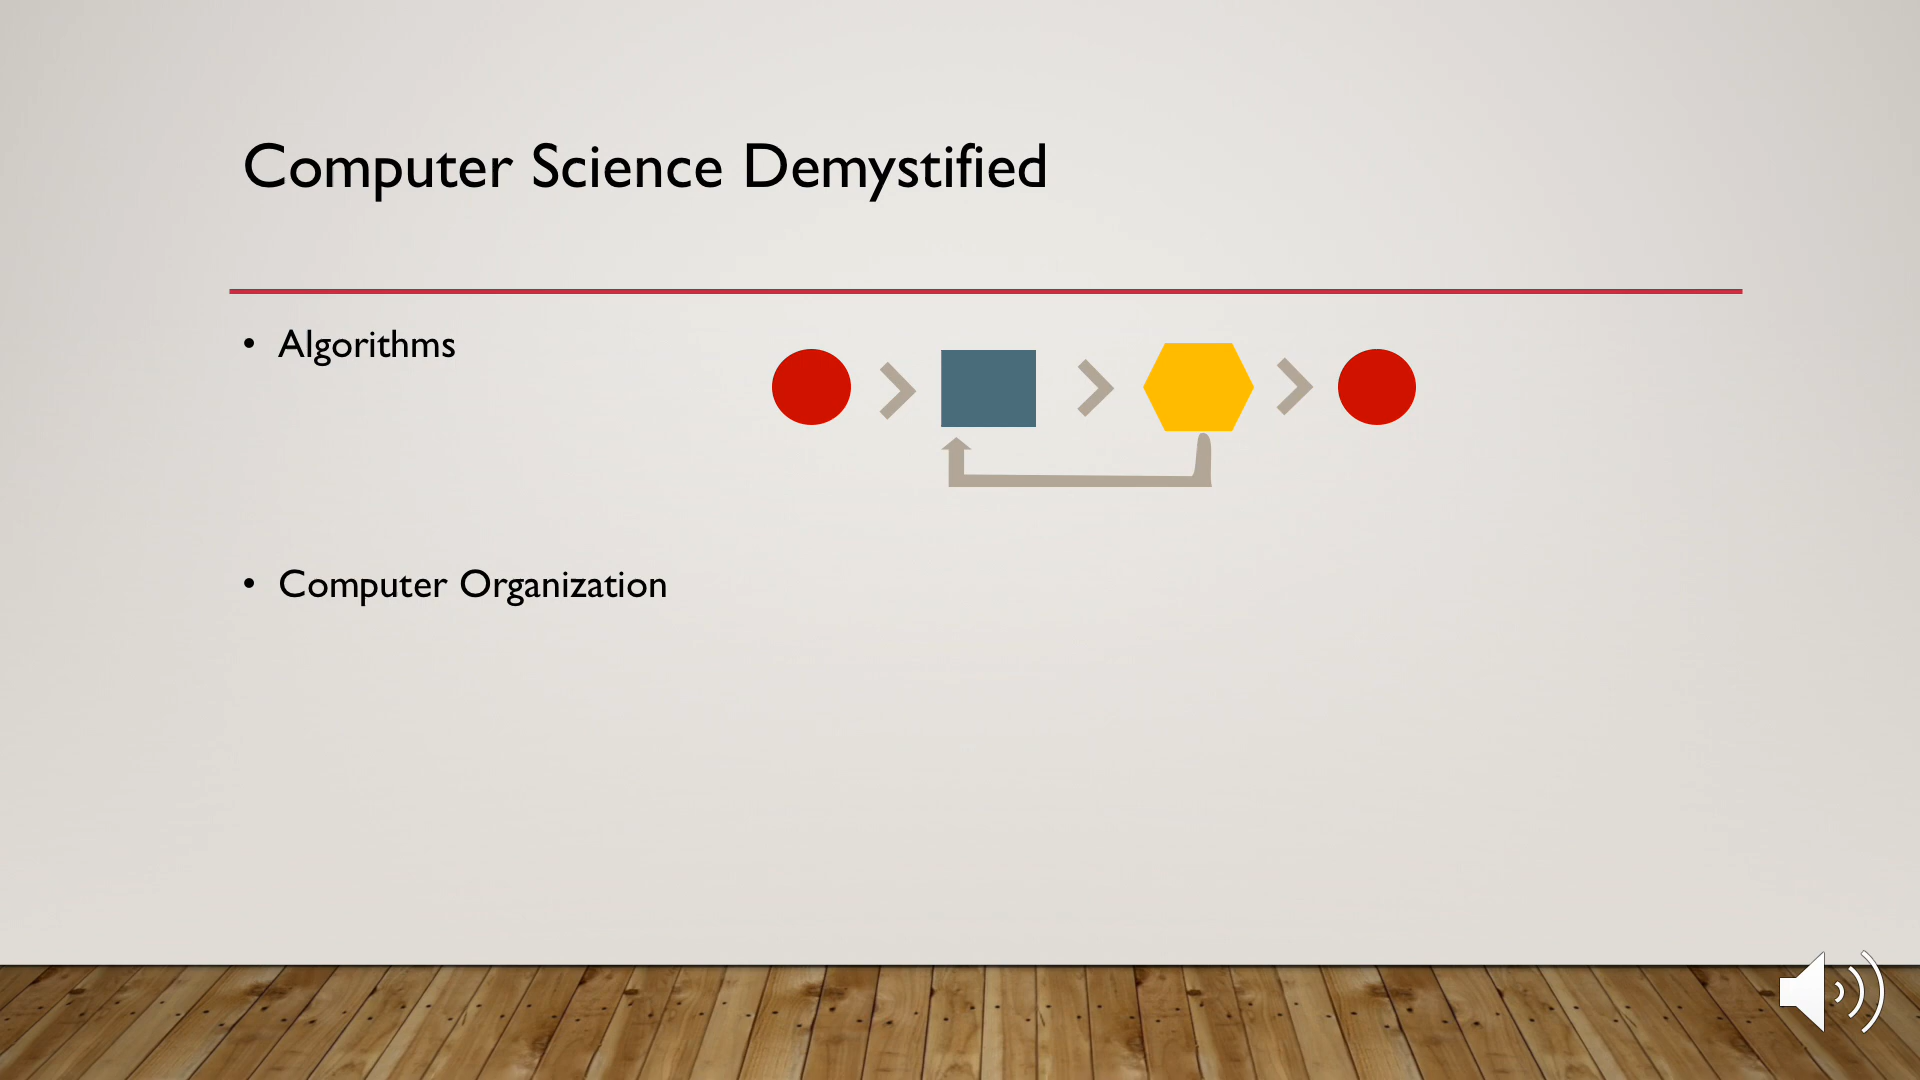 Computer Science Demystified
• Algorithms
• Computer Organization